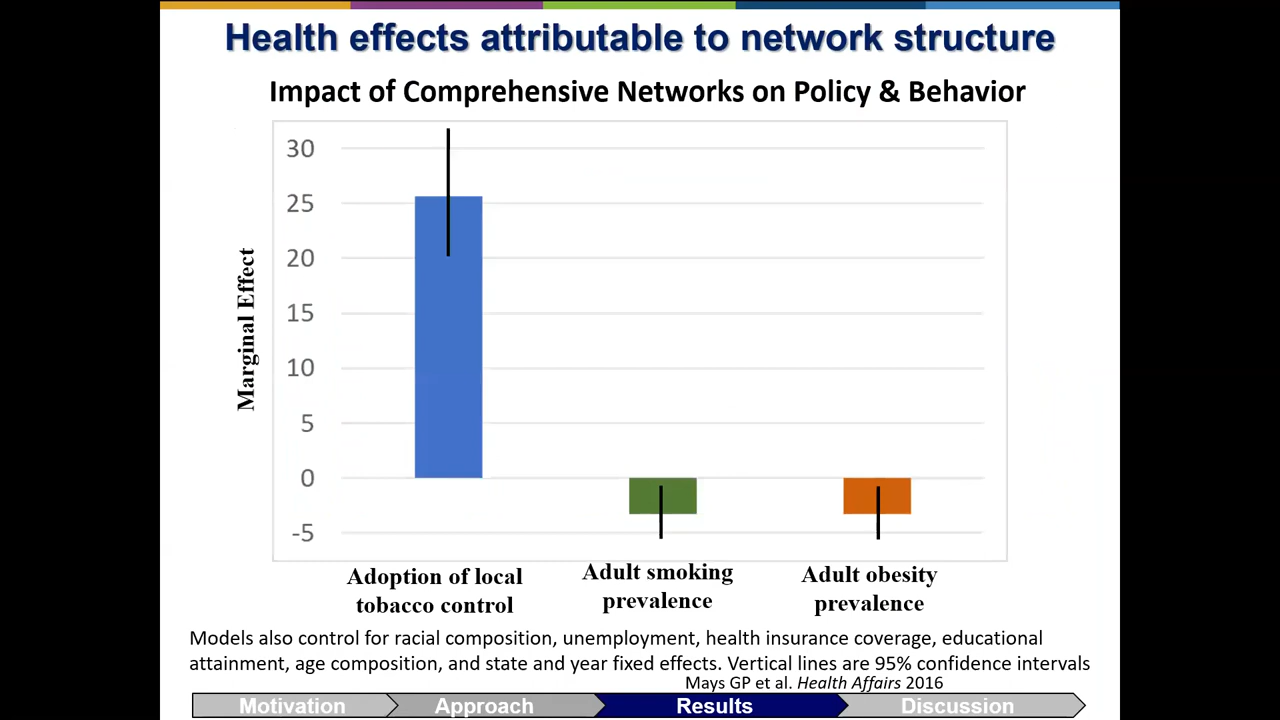 Health effects attributable to network structure
Impact of Comprehensive Networks on Policy & Behavior
30
25
20
15
10
5
0
-5
Marginal Effect
Adoption of local
tobacco control
Adult smoking
prevalence
Adult obesity
prevalence
Models also control for racial composition, unemployment, health insurance coverage, educational
attainment, age composition, and state and year fixed effects. Vertical lines are 95% confidence intervals
Mays GP et al. Health Affairs 2016
Motivation
Approach
Results
Discussion